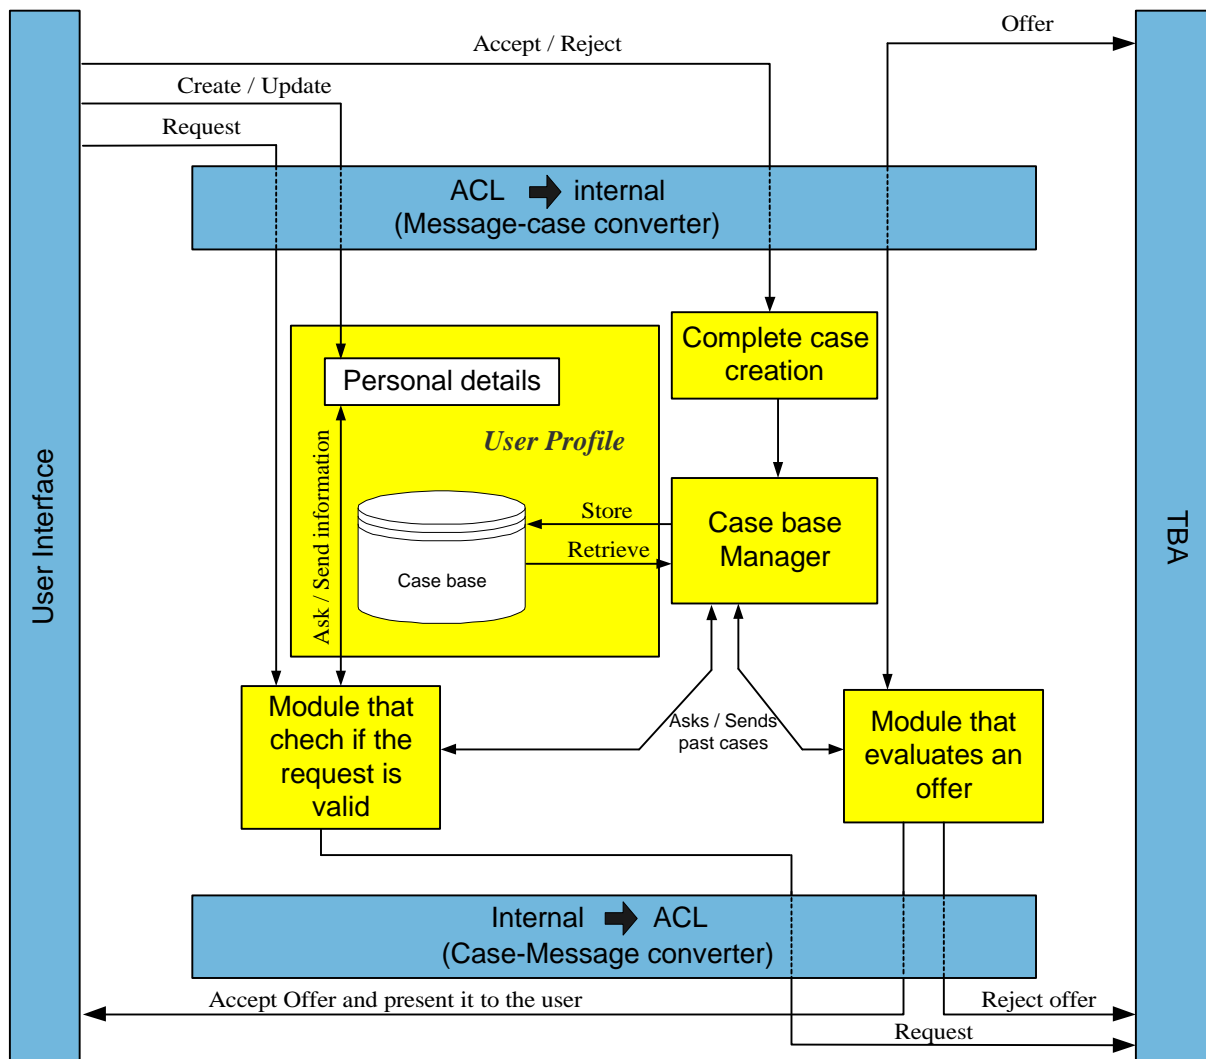 Offer
Accept / Reject
Create / Update
Request
ACL internal
(Message-case converter)
Complete case
creation
Personal details
User Profile
Ask / Send information
Store
Retrieve
Case base
Case base
Manager
User Interface
TBA
Module that
chech if the
request is
valid
Asks / Sends
past cases
Module that
evaluates an
offer
Internal ACL
(Case-Message converter)
Accept Offer and present it to the user
Reject offer
Request